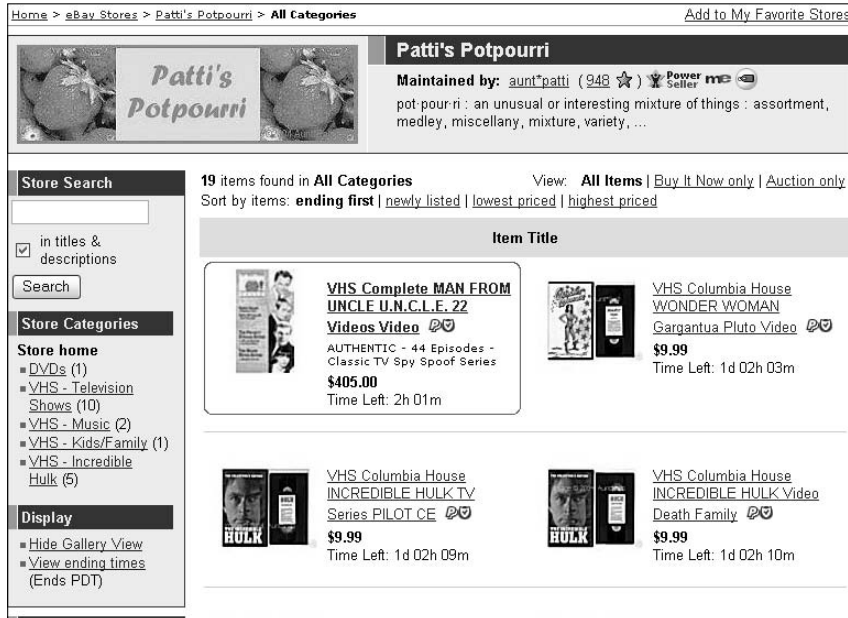 Home > eBay Stores > Patti's Potpourri > All Categories
Add to My Favorite Stores
Patti's
Potpourri
Patti's Potpourri
Maintained by: aunt*patti (948 ) Power Seller me
pot·pour·ri : an unusual or interesting mixture of things : assortment,
medley, miscellany, mixture, variety, ...
Store Search
in titles &
descriptions
Search
Store Categories
Store home
DVDs (1)
VHS - Television
Shows (10)
VHS - Music (2)
VHS - Kids/Family (1)
VHS - Incredible
Hulk (5)
Display
Hide Gallery View
View ending times
(Ends PDT)
19 items found in All Categories
View: All Items | Buy It Now only | Auction only
Sort by items: ending first | newly listed | lowest priced | highest priced
Item Title
VHS Complete MAN FROM
UNCLE U.N.C.L.E. 22
Videos Video
AUTHENTIC - 44 Episodes -
Classic TV Spy Spoof Series
$405.00
Time Left: 2h 01m
VHS Columbia House
WONDER WOMAN
Gargantua Pluto Video
$9.99
Time Left: 1d 02h 03m
HULK
VHS Columbia House
INCREDIBLE HULK TV
Series PILOT CE
$9.99
Time Left: 1d 02h 09m
HULK
VHS Columbia House
INCREDIBLE HULK Video
Death Family
$9.99
Time Left: 1d 02h 10m